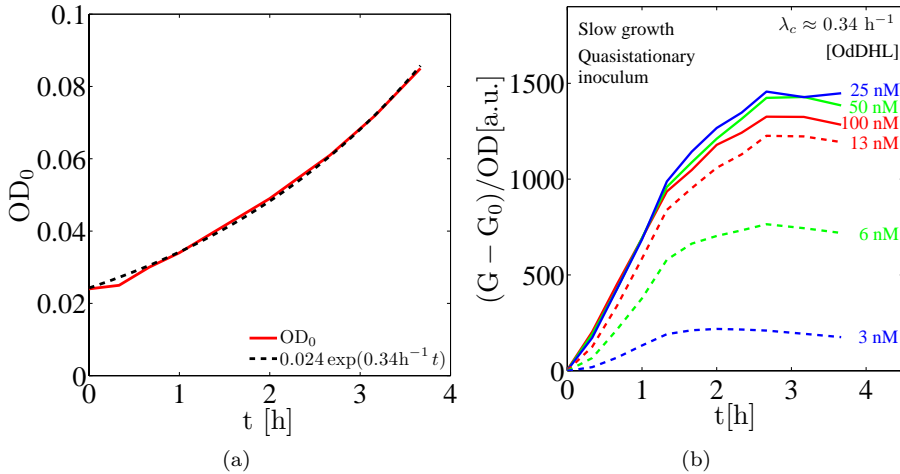 0.1
0.08
0.06
0.04
0.02
0
OD₀
0 1 2 3 4
t [h]
OD₀
0.024 exp(0.34h⁻¹ t)
(a)
Slow growth
Quasistationary
inoculum
λc ≈ 0.34 h⁻¹
[OdDHL]
1500
1000
500
0
(G − G₀)/OD[a.u.]
25 nM
50 nM
100 nM
13 nM
6 nM
3 nM
0 1 2 3 4
t[h]
(b)